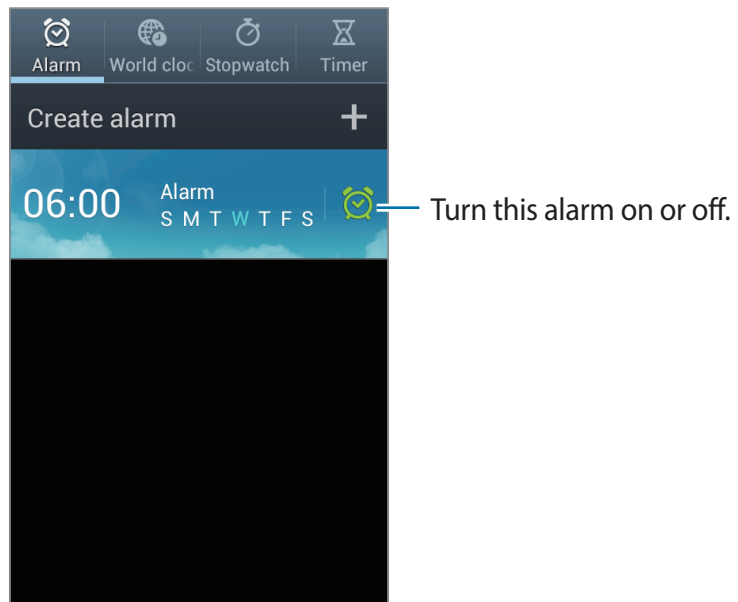 Alarm World cloc Stopwatch Timer
Create alarm
06:00 Alarm
S M T W T F S
Turn this alarm on or off.